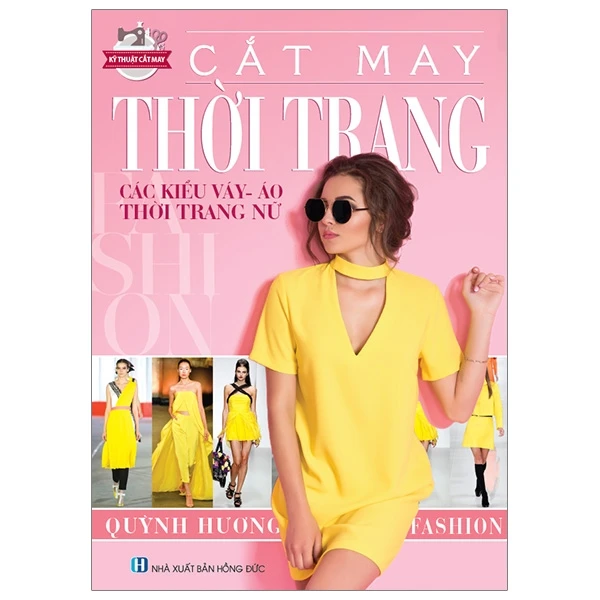 KỸ THUẬT CẮT MAY
CẮT MAY
THỜI TRANG
CÁC KIỂU VÁY- ÁO
THỜI TRANG NỮ
FA
SHI
ON
QUỲNH HƯƠNG
FASHION
H
NHÀ XUẤT BẢN HỒNG ĐỨC